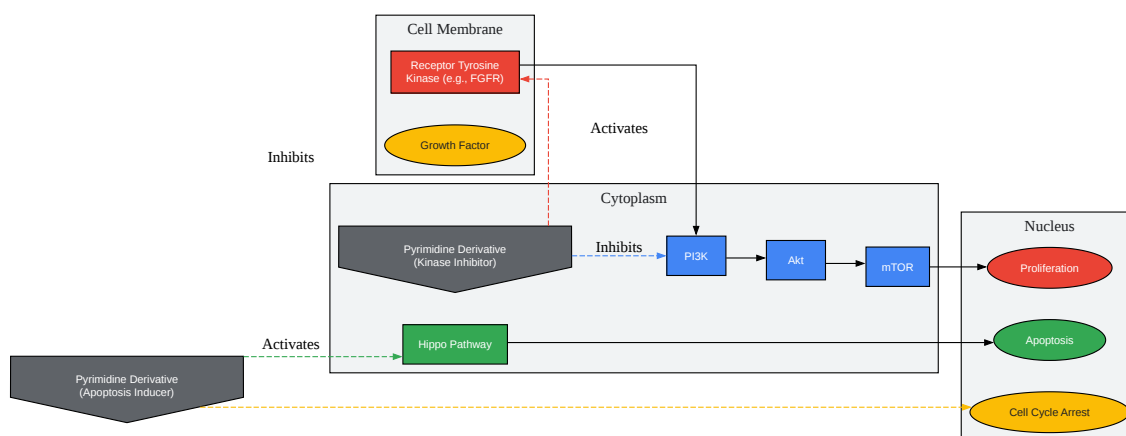 Cell Membrane
Receptor Tyrosine
Kinase (e.g., FGFR)
Growth Factor
Activates
Inhibits
Cytoplasm
Pyrimidine Derivative
(Kinase Inhibitor)
Inhibits
PI3K
Akt
mTOR
Nucleus
Proliferation
Activates
Hippo Pathway
Apoptosis
Pyrimidine Derivative
(Apoptosis Inducer)
Cell Cycle Arrest